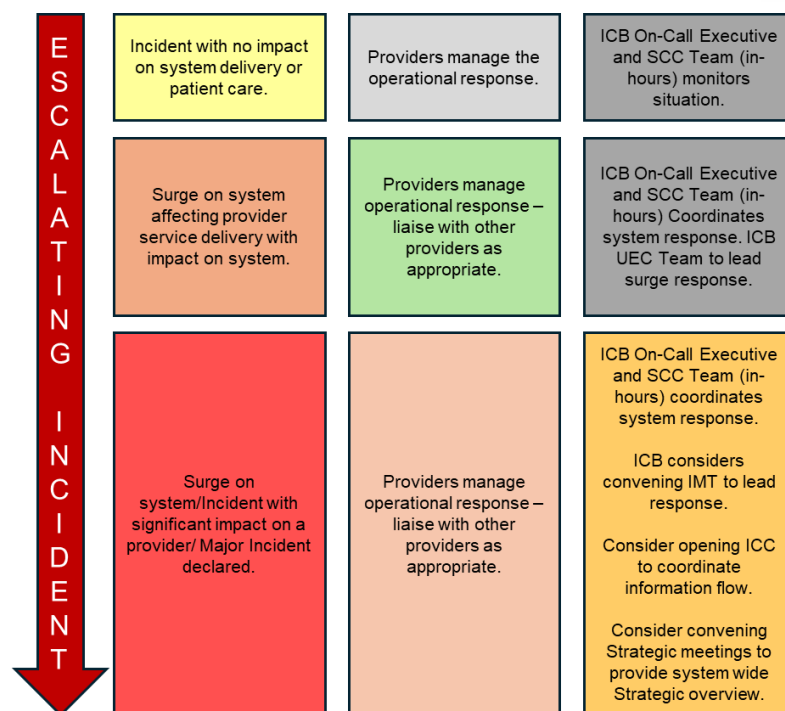 ESCALATING INCIDENT
Incident with no impact
on system delivery or
patient care.
Providers manage the
operational response.
ICB On-Call Executive
and SCC Team (in-
hours) monitors
situation.
Surge on system
affecting provider
service delivery with
impact on system.
Providers manage
operational response –
liaise with other
providers as
appropriate.
ICB On-Call Executive
and SCC Team (in-
hours) Coordinates
system response. ICB
UEC Team to lead
surge response.
Surge on
system/Incident with
significant impact on a
provider/ Major Incident
declared.
Providers manage
operational response –
liaise with other
providers as
appropriate.
ICB On-Call Executive
and SCC Team (in-
hours) coordinates
system response.
ICB considers
convening IMT to lead
response.
Consider opening ICC
to coordinate
information flow.
Consider convening
Strategic meetings to
provide system wide
Strategic overview.